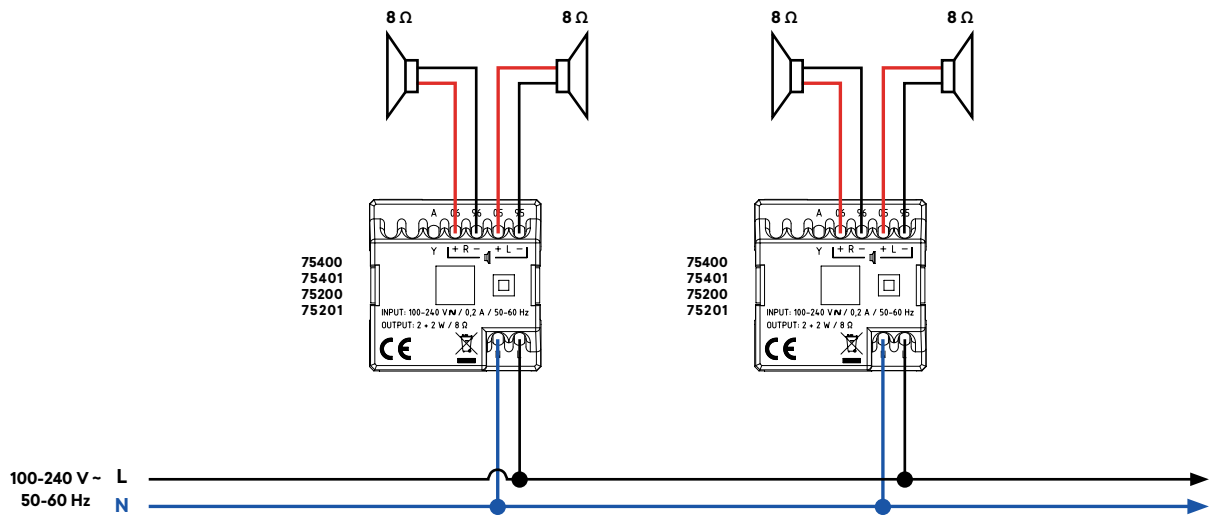 8 Ω
8 Ω
8 Ω
8 Ω
A 06 96 05 95
A 06 96 05 95
Y + R − + L −
Y + R − + L −
75400
75401
75200
75201
INPUT: 100-240 V~ / 0,2 A / 50-60 Hz
OUTPUT: 2 + 2 W / 8 Ω
CE
75400
75401
75200
75201
INPUT: 100-240 V~ / 0,2 A / 50-60 Hz
OUTPUT: 2 + 2 W / 8 Ω
CE
100-240 V ~ L
50-60 Hz N